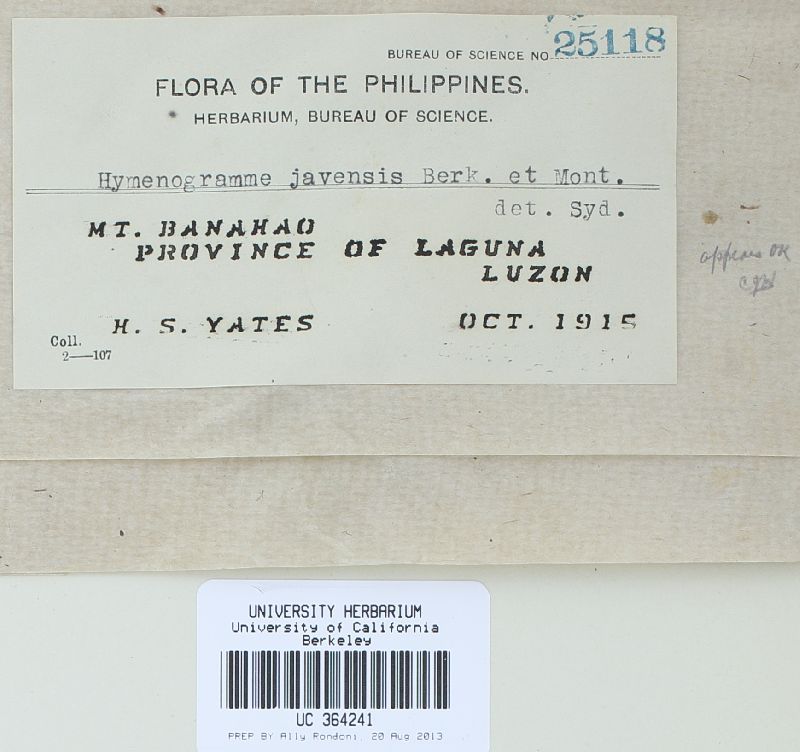 BUREAU OF SCIENCE NO. 25118
FLORA OF THE PHILIPPINES.
HERBARIUM, BUREAU OF SCIENCE.
Hymenogramme javensis Berk. et Mont.
det. Syd.
MT. BANAHAO
PROVINCE OF LAGUNA
LUZON
appears OK
H. S. YATES OCT. 1915
Coll.
2—107
UNIVERSITY HERBARIUM
University of California
Berkeley
UC 364241
PREP BY Ally Rondoni, 20 Aug 2013